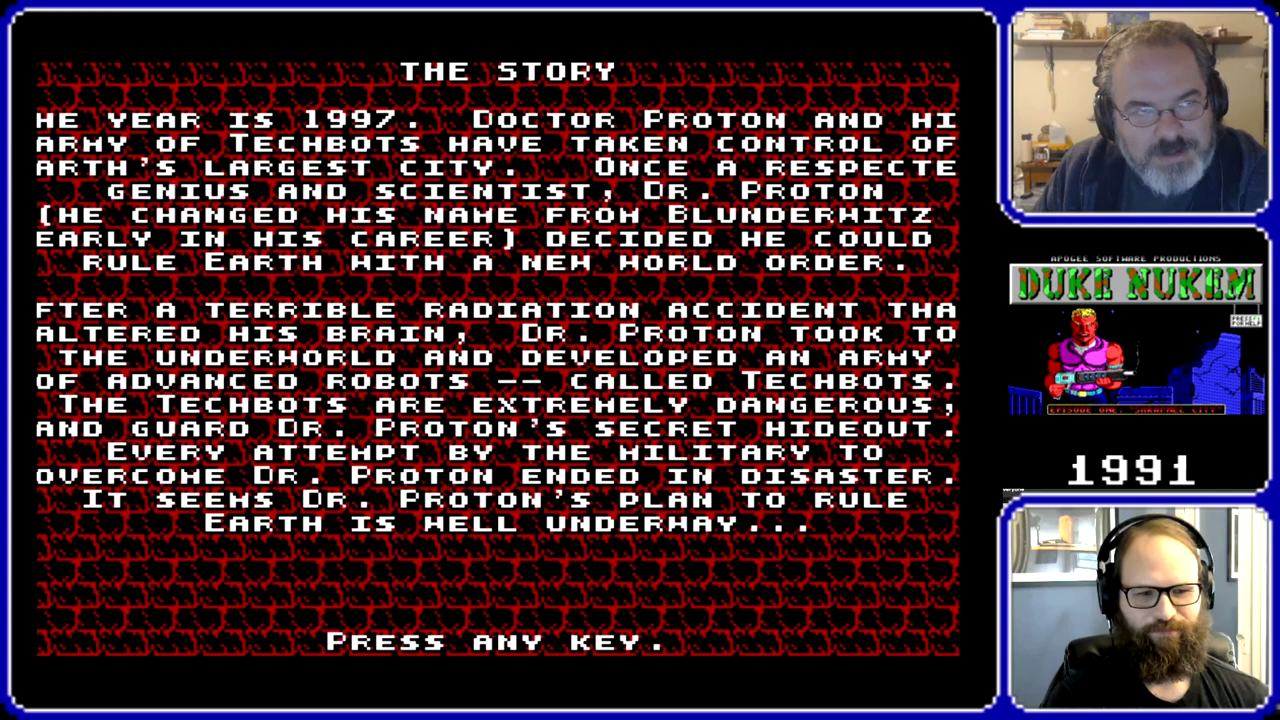 THE STORY
HE YEAR IS 1997. DOCTOR PROTON AND HI
ARMY OF TECHBOTS HAVE TAKEN CONTROL OF
ARTH'S LARGEST CITY. ONCE A RESPECTE
GENIUS AND SCIENTIST, DR. PROTON
(HE CHANGED HIS NAME FROM BLUNDERWITZ
EARLY IN HIS CAREER) DECIDED HE COULD
RULE EARTH WITH A NEW WORLD ORDER.
FTER A TERRIBLE RADIATION ACCIDENT THA
ALTERED HIS BRAIN, DR. PROTON TOOK TO
THE UNDERWORLD AND DEVELOPED AN ARMY
OF ADVANCED ROBOTS -- CALLED TECHBOTS.
THE TECHBOTS ARE EXTREMELY DANGEROUS,
AND GUARD DR. PROTON'S SECRET HIDEOUT.
EVERY ATTEMPT BY THE MILITARY TO
OVERCOME DR. PROTON ENDED IN DISASTER.
IT SEEMS DR. PROTON'S PLAN TO RULE
EARTH IS WELL UNDERWAY...
PRESS ANY KEY.
APOGEE SOFTWARE PRODUCTIONS
DUKE NUKEM
EPISODE ONE: SHRAPNEL CITY
1991